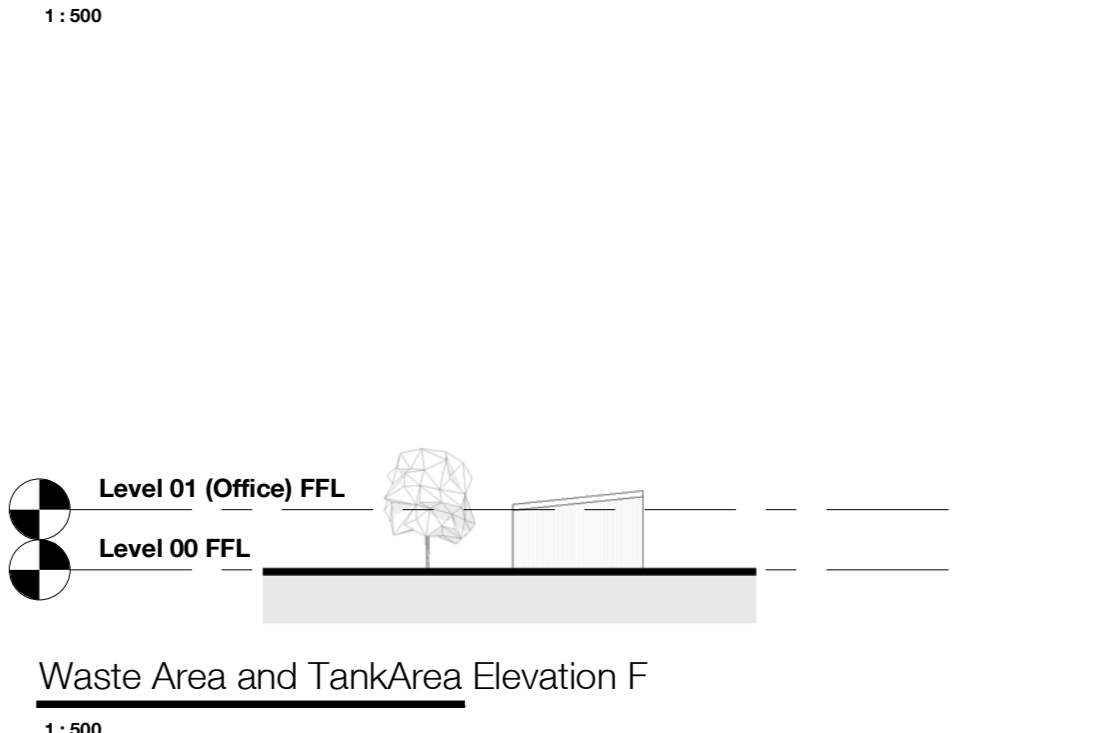 1 : 500
Level 01 (Office) FFL
Level 00 FFL
Waste Area and TankArea Elevation F
1 : 500